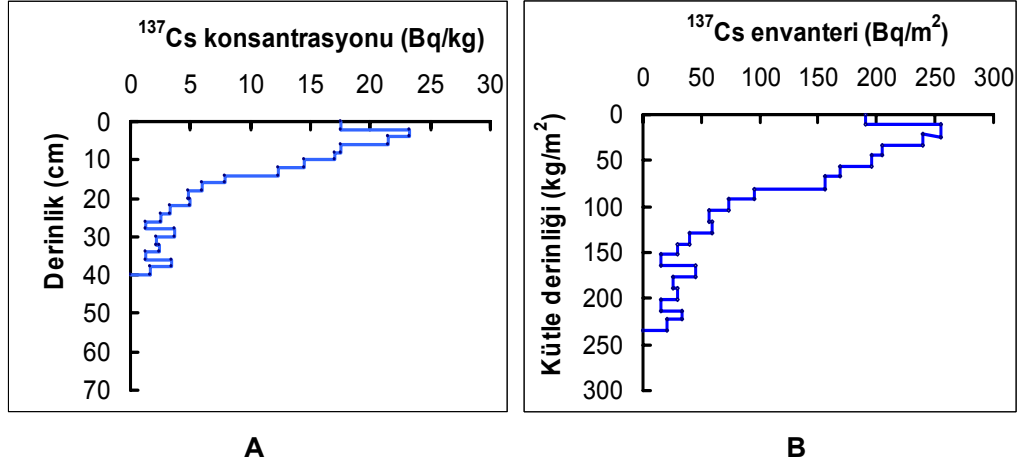 ¹³⁷Cs konsantrasyonu (Bq/kg)
0 5 10 15 20 25 30
Derinlik (cm)
0
10
20
30
40
50
60
70
A
¹³⁷Cs envanteri (Bq/m²)
0 50 100 150 200 250 300
Kütle derinliği (kg/m²)
0
50
100
150
200
250
300
B